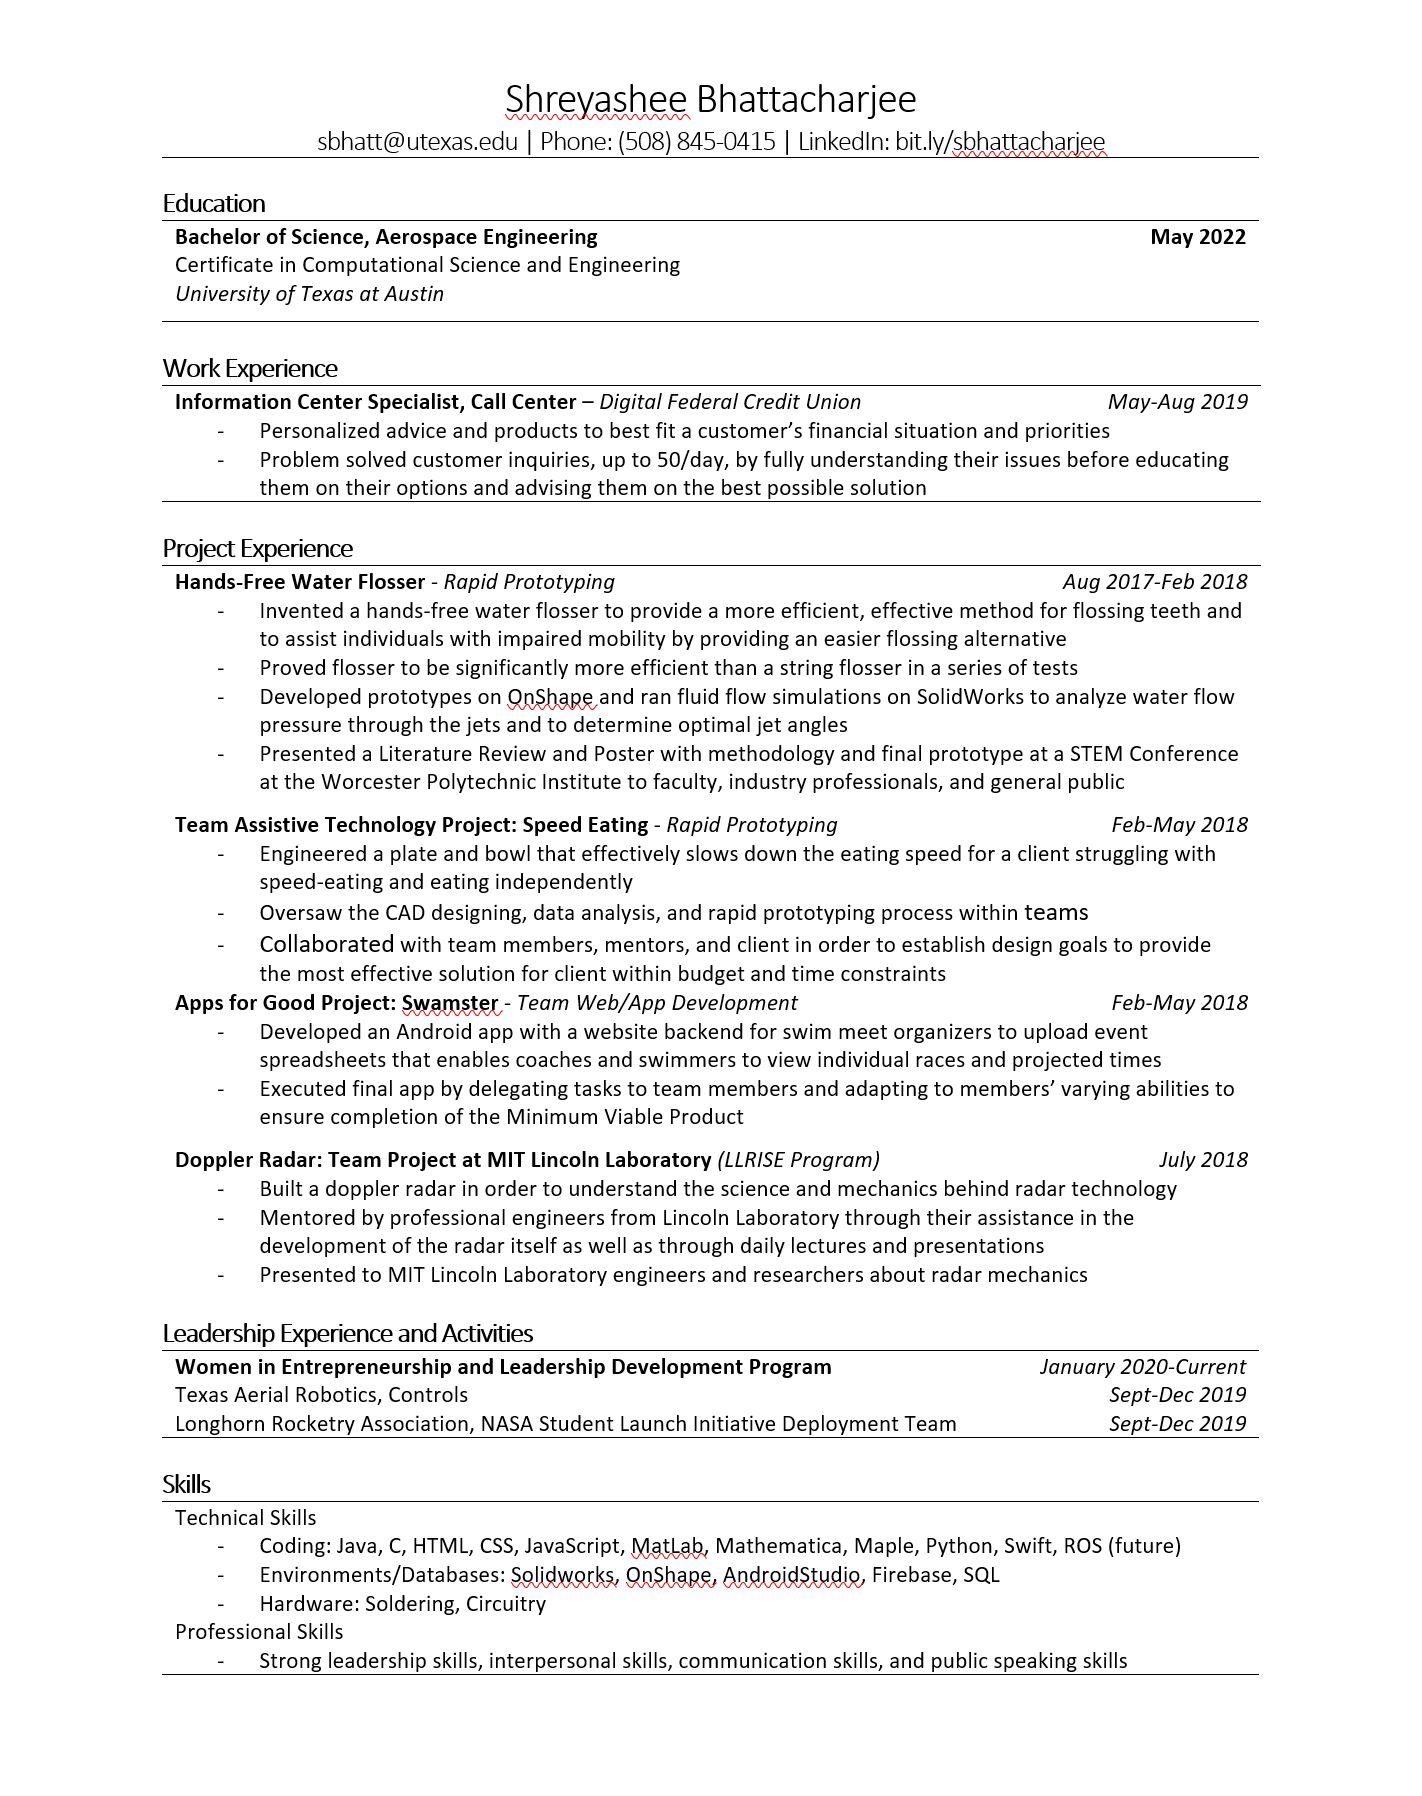 Shreyashee Bhattacharjee
sbhatt@utexas.edu | Phone: (508) 845-0415 | LinkedIn: bit.ly/sbhattacharjee
Education
Bachelor of Science, Aerospace Engineering May 2022
Certificate in Computational Science and Engineering
University of Texas at Austin
Work Experience
Information Center Specialist, Call Center – Digital Federal Credit Union May-Aug 2019
- Personalized advice and products to best fit a customer’s financial situation and priorities
- Problem solved customer inquiries, up to 50/day, by fully understanding their issues before educating
them on their options and advising them on the best possible solution
Project Experience
Hands-Free Water Flosser - Rapid Prototyping Aug 2017-Feb 2018
- Invented a hands-free water flosser to provide a more efficient, effective method for flossing teeth and
to assist individuals with impaired mobility by providing an easier flossing alternative
- Proved flosser to be significantly more efficient than a string flosser in a series of tests
- Developed prototypes on OnShape and ran fluid flow simulations on SolidWorks to analyze water flow
pressure through the jets and to determine optimal jet angles
- Presented a Literature Review and Poster with methodology and final prototype at a STEM Conference
at the Worcester Polytechnic Institute to faculty, industry professionals, and general public
Team Assistive Technology Project: Speed Eating - Rapid Prototyping Feb-May 2018
- Engineered a plate and bowl that effectively slows down the eating speed for a client struggling with
speed-eating and eating independently
- Oversaw the CAD designing, data analysis, and rapid prototyping process within teams
- Collaborated with team members, mentors, and client in order to establish design goals to provide
the most effective solution for client within budget and time constraints
Apps for Good Project: Swamster - Team Web/App Development Feb-May 2018
- Developed an Android app with a website backend for swim meet organizers to upload event
spreadsheets that enables coaches and swimmers to view individual races and projected times
- Executed final app by delegating tasks to team members and adapting to members’ varying abilities to
ensure completion of the Minimum Viable Product
Doppler Radar: Team Project at MIT Lincoln Laboratory (LLRISE Program) July 2018
- Built a doppler radar in order to understand the science and mechanics behind radar technology
- Mentored by professional engineers from Lincoln Laboratory through their assistance in the
development of the radar itself as well as through daily lectures and presentations
- Presented to MIT Lincoln Laboratory engineers and researchers about radar mechanics
Leadership Experience and Activities
Women in Entrepreneurship and Leadership Development Program January 2020-Current
Texas Aerial Robotics, Controls Sept-Dec 2019
Longhorn Rocketry Association, NASA Student Launch Initiative Deployment Team Sept-Dec 2019
Skills
Technical Skills
- Coding: Java, C, HTML, CSS, JavaScript, MatLab, Mathematica, Maple, Python, Swift, ROS (future)
- Environments/Databases: Solidworks, OnShape, AndroidStudio, Firebase, SQL
- Hardware: Soldering, Circuitry
Professional Skills
- Strong leadership skills, interpersonal skills, communication skills, and public speaking skills